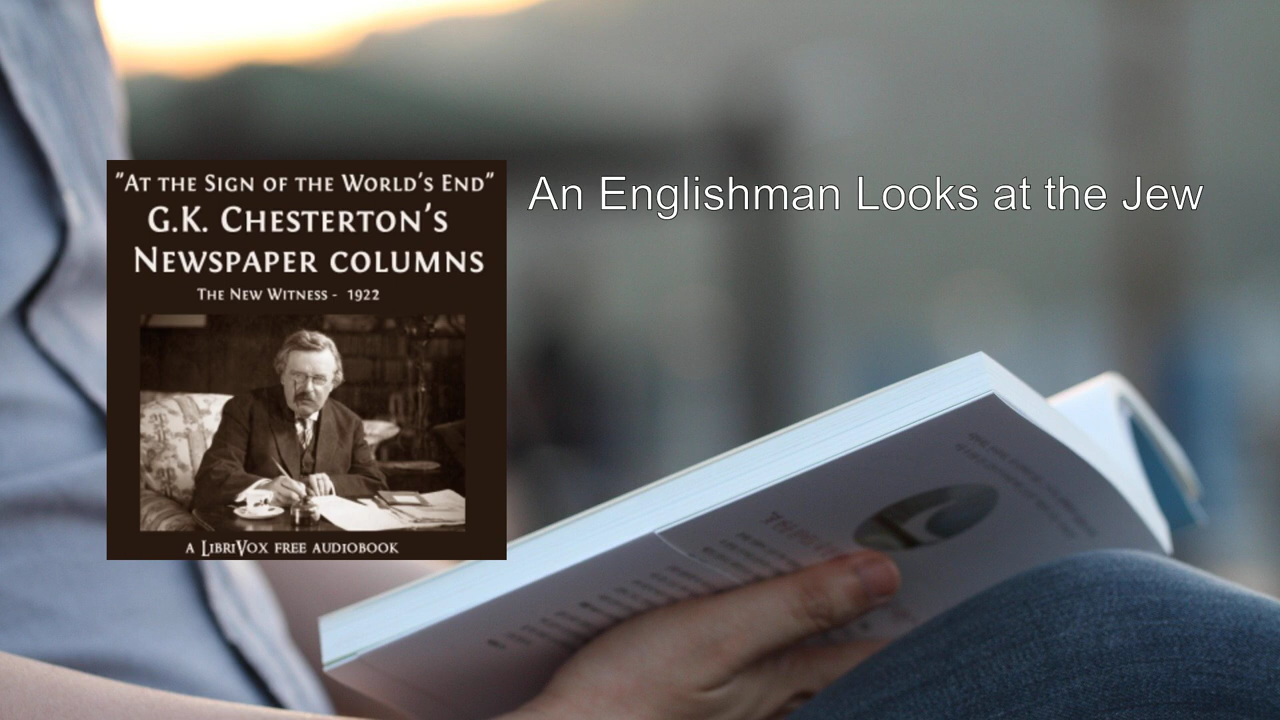 "At the Sign of the World's End"
G.K. Chesterton's
Newspaper columns
The New Witness - 1922
a LibriVox free audiobook
An Englishman Looks at the Jew